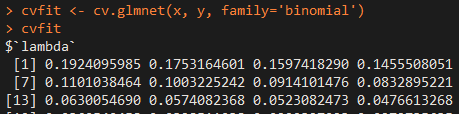 > cvfit <- cv.glmnet(x, y, family='binomial')
> cvfit
$`lambda`
[1] 0.1924095985 0.1753164601 0.1597418290 0.1455508051
[7] 0.1101038464 0.1003225242 0.0914101476 0.0832895221
[13] 0.0630054690 0.0574082368 0.0523082473 0.0476613268